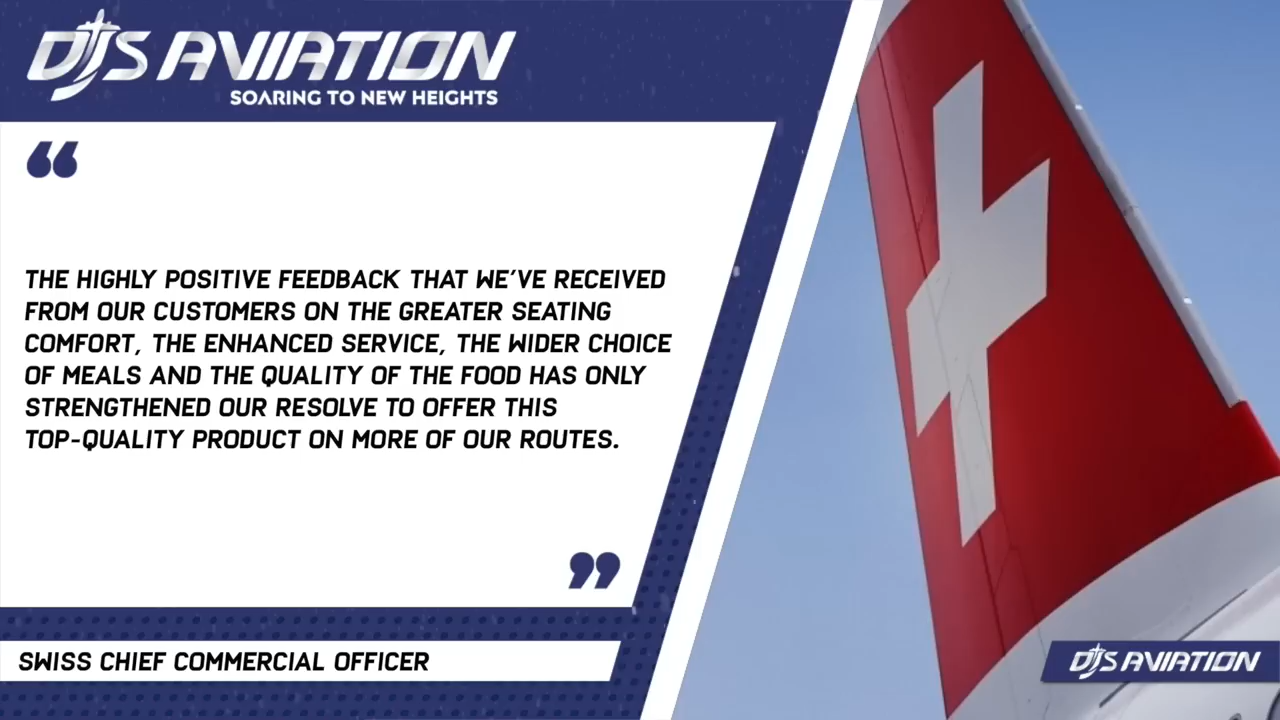 DJS AVIATION
SOARING TO NEW HEIGHTS
“
THE HIGHLY POSITIVE FEEDBACK THAT WE’VE RECEIVED
FROM OUR CUSTOMERS ON THE GREATER SEATING
COMFORT, THE ENHANCED SERVICE, THE WIDER CHOICE
OF MEALS AND THE QUALITY OF THE FOOD HAS ONLY
STRENGTHENED OUR RESOLVE TO OFFER THIS
TOP-QUALITY PRODUCT ON MORE OF OUR ROUTES.
”
SWISS CHIEF COMMERCIAL OFFICER
DJS AVIATION